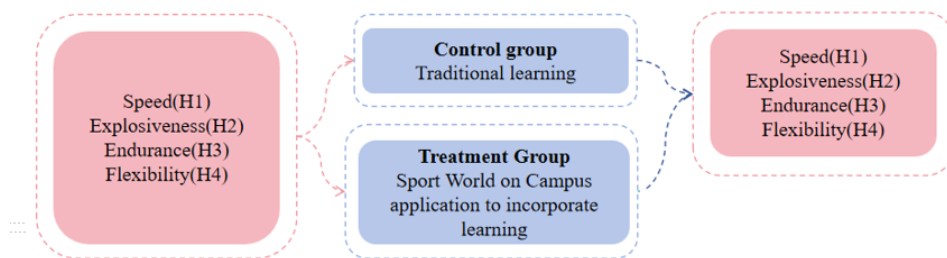 Speed(H1)
Explosiveness(H2)
Endurance(H3)
Flexibility(H4)
Control group
Traditional learning
Treatment Group
Sport World on Campus
application to incorporate
learning
Speed(H1)
Explosiveness(H2)
Endurance(H3)
Flexibility(H4)